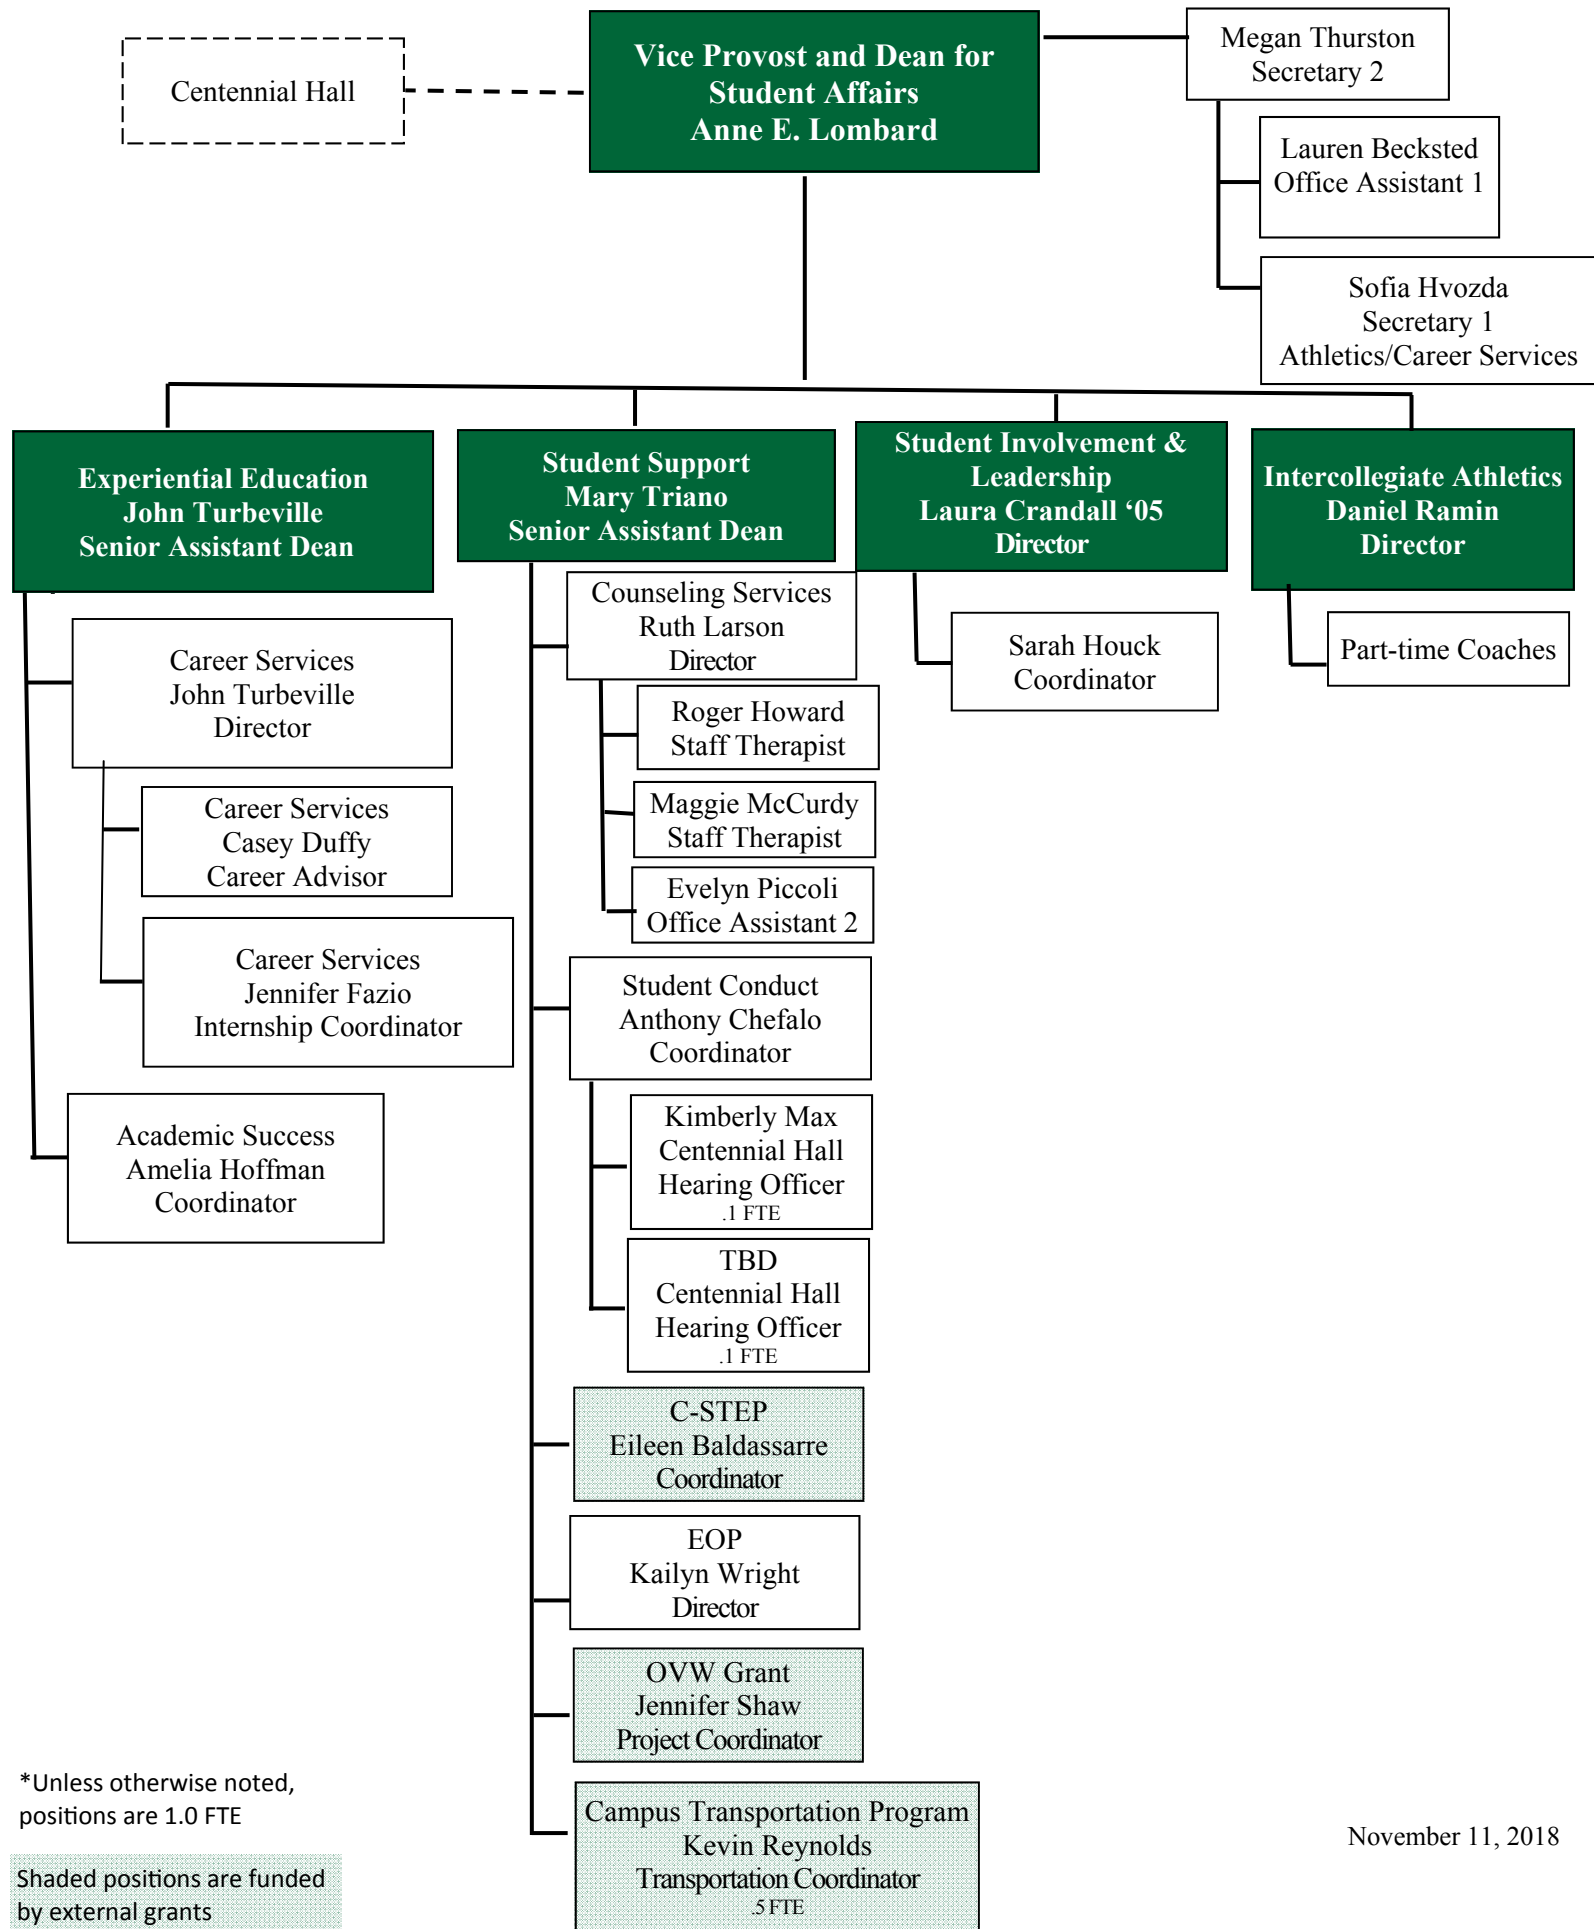 Centennial Hall
Vice Provost and Dean for
Student Affairs
Anne E. Lombard
Megan Thurston
Secretary 2
Lauren Becksted
Office Assistant 1
Sofia Hvozda
Secretary 1
Athletics/Career Services
Experiential Education
John Turbeville
Senior Assistant Dean
Career Services
John Turbeville
Director
Career Services
Casey Duffy
Career Advisor
Career Services
Jennifer Fazio
Internship Coordinator
Academic Success
Amelia Hoffman
Coordinator
Student Support
Mary Triano
Senior Assistant Dean
Counseling Services
Ruth Larson
Director
Roger Howard
Staff Therapist
Maggie McCurdy
Staff Therapist
Evelyn Piccoli
Office Assistant 2
Student Conduct
Anthony Chefalo
Coordinator
Kimberly Max
Centennial Hall
Hearing Officer
.1 FTE
TBD
Centennial Hall
Hearing Officer
.1 FTE
C-STEP
Eileen Baldassarre
Coordinator
EOP
Kailyn Wright
Director
OVW Grant
Jennifer Shaw
Project Coordinator
Campus Transportation Program
Kevin Reynolds
Transportation Coordinator
.5 FTE
Student Involvement &
Leadership
Laura Crandall ‘05
Director
Sarah Houck
Coordinator
Intercollegiate Athletics
Daniel Ramin
Director
Part-time Coaches
*Unless otherwise noted,
positions are 1.0 FTE
Shaded positions are funded
by external grants
November 11, 2018